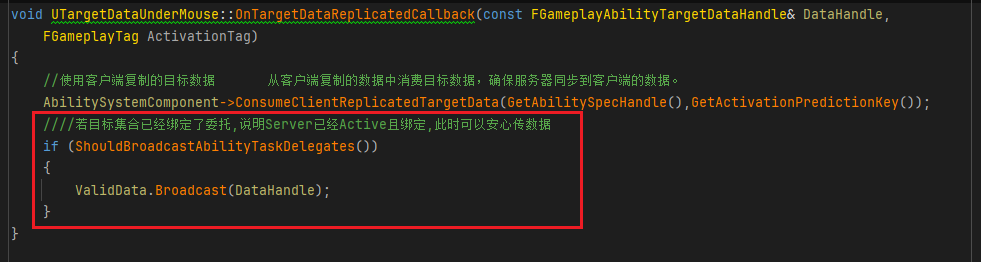 void UTargetDataUnderMouse::OnTargetDataReplicatedCallback(const FGameplayAbilityTargetDataHandle& DataHandle,
FGameplayTag ActivationTag)
{
//使用客户端复制的目标数据 从客户端复制的数据中消费目标数据，确保服务器同步到客户端的数据。
AbilitySystemComponent->ConsumeClientReplicatedTargetData(GetAbilitySpecHandle(),GetActivationPredictionKey());
////若目标集合已经绑定了委托,说明Server已经Active且绑定,此时可以安心传数据
if (ShouldBroadcastAbilityTaskDelegates())
{
ValidData.Broadcast(DataHandle);
}
}